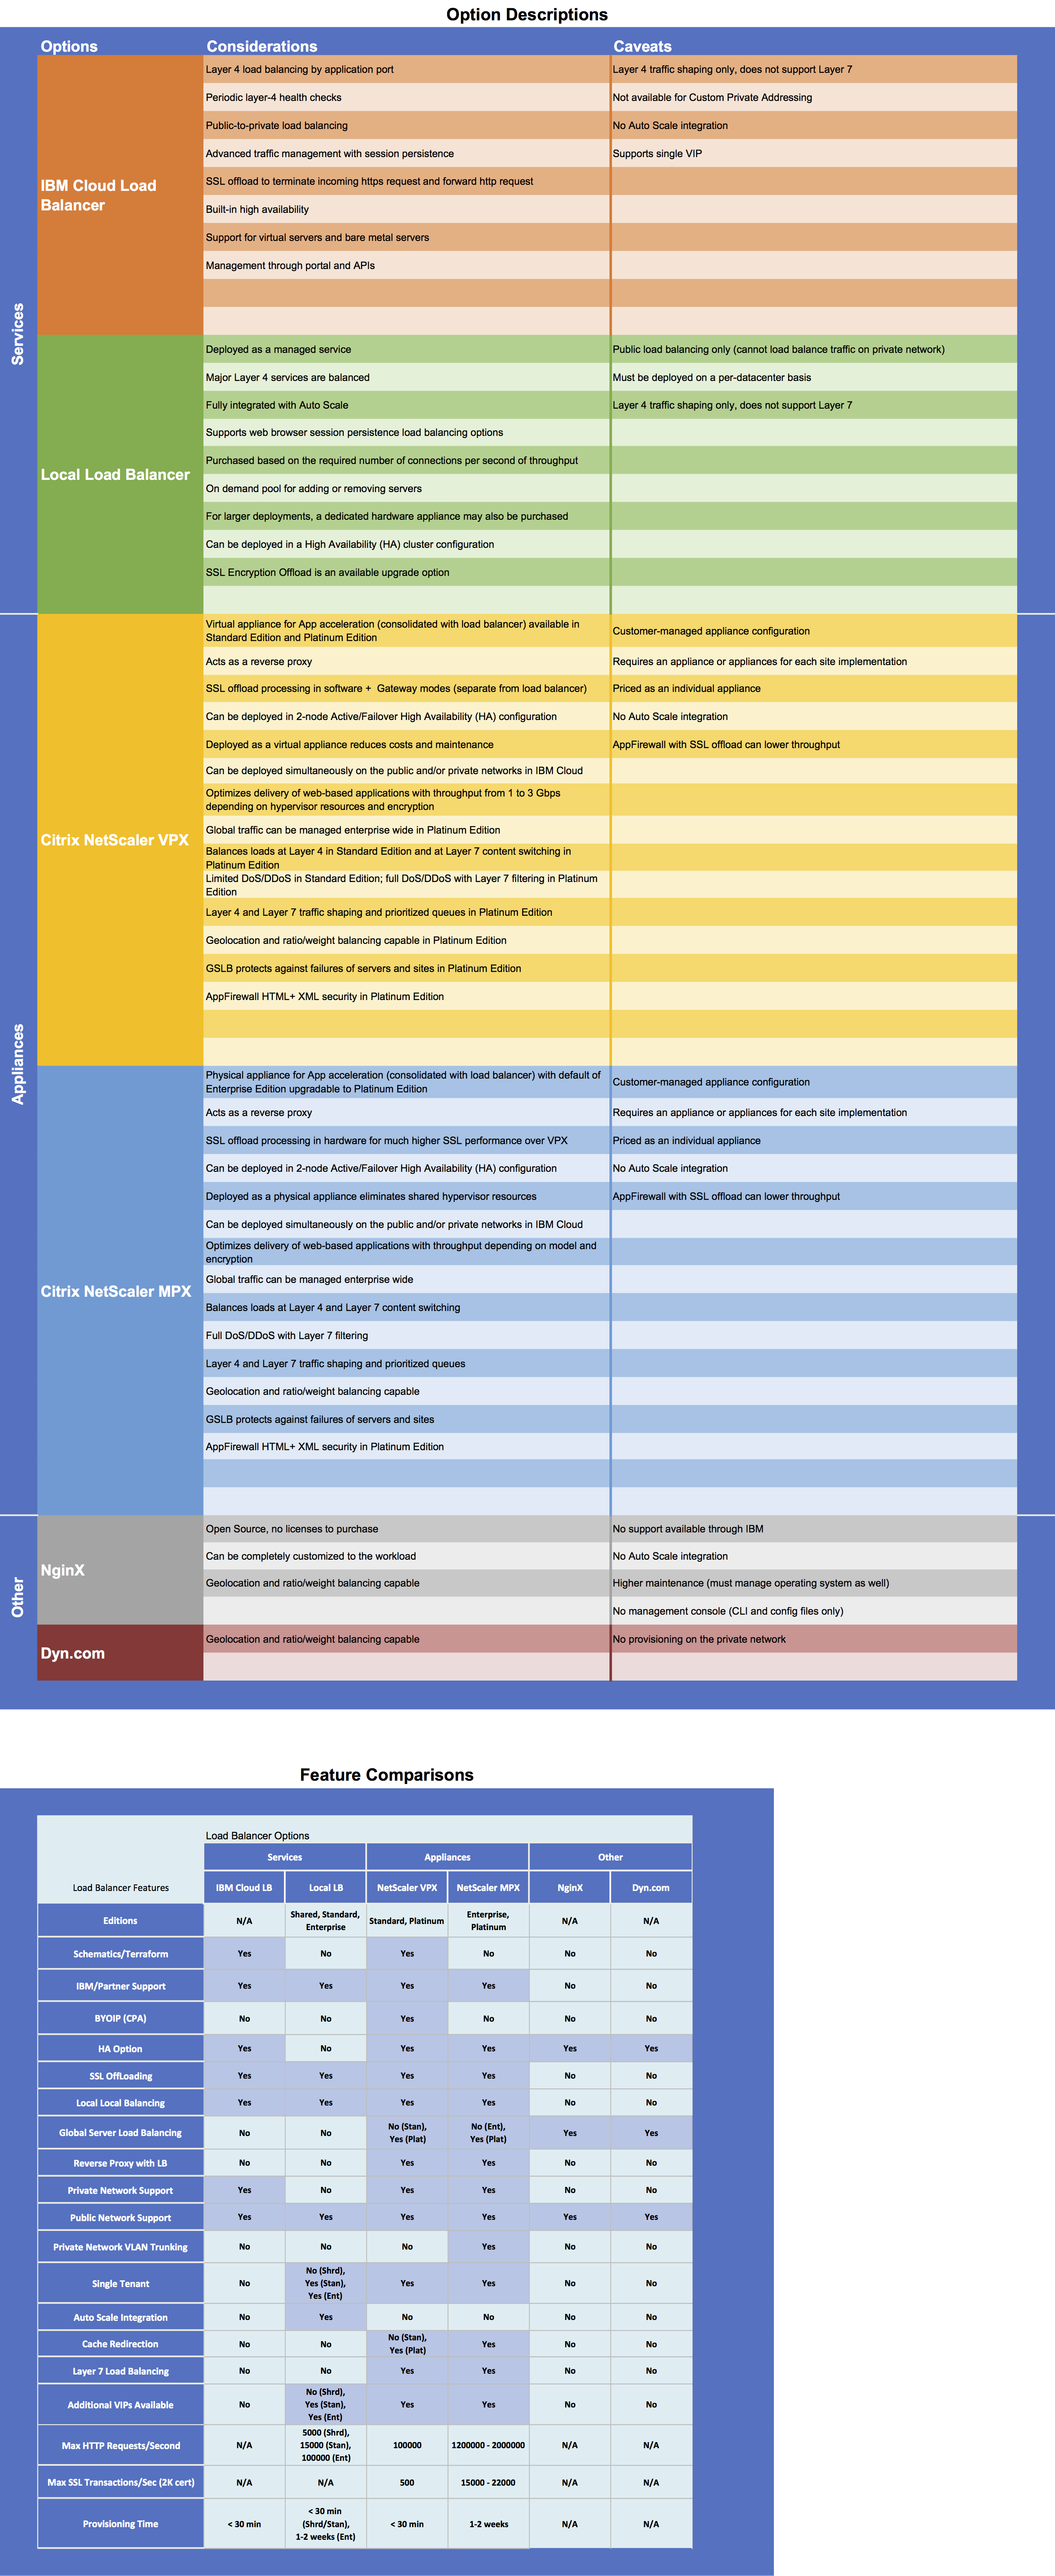 Option Descriptions
Options Considerations Caveats
Services
IBM Cloud Load
Balancer
Layer 4 load balancing by application port Layer 4 traffic shaping only, does not support Layer 7
Periodic layer-4 health checks Not available for Custom Private Addressing
Public-to-private load balancing No Auto Scale integration
Advanced traffic management with session persistence Supports single VIP
SSL offload to terminate incoming https request and forward http request
Built-in high availability
Support for virtual servers and bare metal servers
Management through portal and APIs
Local Load Balancer
Deployed as a managed service Public load balancing only (cannot load balance traffic on private network)
Major Layer 4 services are balanced Must be deployed on a per-datacenter basis
Fully integrated with Auto Scale Layer 4 traffic shaping only, does not support Layer 7
Supports web browser session persistence load balancing options
Purchased based on the required number of connections per second of throughput
On demand pool for adding or removing servers
For larger deployments, a dedicated hardware appliance may also be purchased
Can be deployed in a High Availability (HA) cluster configuration
SSL Encryption Offload is an available upgrade option
Appliances
Citrix NetScaler VPX
Virtual appliance for App acceleration (consolidated with load balancer) available in
Standard Edition and Platinum Edition
Customer-managed appliance configuration
Acts as a reverse proxy Requires an appliance or appliances for each site implementation
SSL offload processing in software + Gateway modes (separate from load balancer) Priced as an individual appliance
Can be deployed in 2-node Active/Failover High Availability (HA) configuration No Auto Scale integration
Deployed as a virtual appliance reduces costs and maintenance AppFirewall with SSL offload can lower throughput
Can be deployed simultaneously on the public and/or private networks in IBM Cloud
Optimizes delivery of web-based applications with throughput from 1 to 3 Gbps
depending on hypervisor resources and encryption
Global traffic can be managed enterprise wide in Platinum Edition
Balances loads at Layer 4 in Standard Edition and at Layer 7 content switching in
Platinum Edition
Limited DoS/DDoS in Standard Edition; full DoS/DDoS with Layer 7 filtering in Platinum
Edition
Layer 4 and Layer 7 traffic shaping and prioritized queues in Platinum Edition
Geolocation and ratio/weight balancing capable in Platinum Edition
GSLB protects against failures of servers and sites in Platinum Edition
AppFirewall HTML+ XML security in Platinum Edition
Citrix NetScaler MPX
Physical appliance for App acceleration (consolidated with load balancer) with default of
Enterprise Edition upgradable to Platinum Edition
Customer-managed appliance configuration
Acts as a reverse proxy Requires an appliance or appliances for each site implementation
SSL offload processing in hardware for much higher SSL performance over VPX Priced as an individual appliance
Can be deployed in 2-node Active/Failover High Availability (HA) configuration No Auto Scale integration
Deployed as a physical appliance eliminates shared hypervisor resources AppFirewall with SSL offload can lower throughput
Can be deployed simultaneously on the public and/or private networks in IBM Cloud
Optimizes delivery of web-based applications with throughput depending on model and
encryption
Global traffic can be managed enterprise wide
Balances loads at Layer 4 and Layer 7 content switching
Full DoS/DDoS with Layer 7 filtering
Layer 4 and Layer 7 traffic shaping and prioritized queues
Geolocation and ratio/weight balancing capable
GSLB protects against failures of servers and sites
AppFirewall HTML+ XML security in Platinum Edition
Other
NginX
Open Source, no licenses to purchase No support available through IBM
Can be completely customized to the workload No Auto Scale integration
Geolocation and ratio/weight balancing capable Higher maintenance (must manage operating system as well)
No management console (CLI and config files only)
Dyn.com
Geolocation and ratio/weight balancing capable No provisioning on the private network
Feature Comparisons
Load Balancer Options
Services Appliances Other
Load Balancer Features IBM Cloud LB Local LB NetScaler VPX NetScaler MPX NginX Dyn.com
Editions N/A Shared, Standard, Enterprise Standard, Platinum Enterprise, Platinum N/A N/A
Schematics/Terraform Yes No Yes No No No
IBM/Partner Support Yes Yes Yes Yes No No
BYOIP (CPA) No No Yes No No No
HA Option Yes No Yes Yes Yes Yes
SSL OffLoading Yes Yes Yes Yes No No
Local Local Balancing Yes Yes Yes Yes No No
Global Server Load Balancing No No No (Stan), Yes (Plat) No (Ent), Yes (Plat) Yes Yes
Reverse Proxy with LB No No Yes Yes No No
Private Network Support Yes No Yes Yes No No
Public Network Support Yes Yes Yes Yes Yes Yes
Private Network VLAN Trunking No No No Yes No No
Single Tenant No No (Shrd), Yes (Stan), Yes (Ent) Yes Yes No No
Auto Scale Integration No Yes No No No No
Cache Redirection No No No (Stan), Yes (Plat) Yes No No
Layer 7 Load Balancing No No Yes Yes No No
Additional VIPs Available No No (Shrd), Yes (Stan), Yes (Ent) Yes Yes No No
Max HTTP Requests/Second N/A 5000 (Shrd), 15000 (Stan), 100000 (Ent) 100000 1200000 - 2000000 N/A N/A
Max SSL Transactions/Sec (2K cert) N/A N/A 500 15000 - 22000 N/A N/A
Provisioning Time < 30 min < 30 min (Shrd/Stan), 1-2 weeks (Ent) < 30 min 1-2 weeks N/A N/A